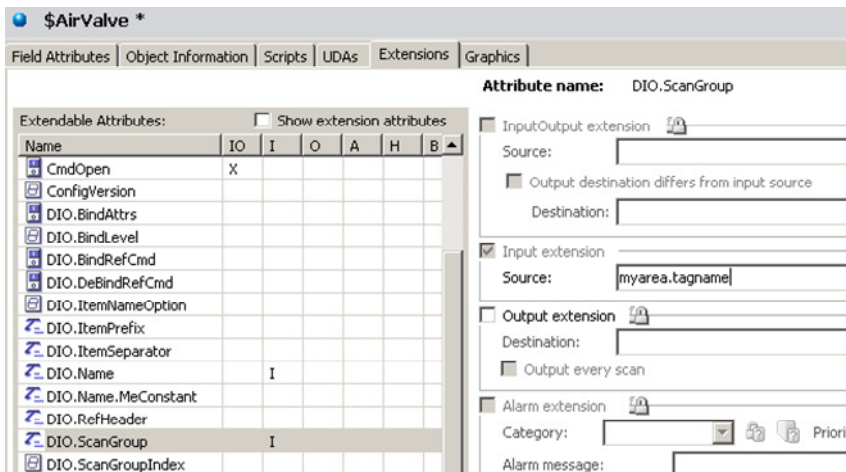 $AirValve *
Field Attributes Object Information Scripts UDAs Extensions Graphics
Attribute name: DIO.ScanGroup
Extendable Attributes: Show extension attributes
Name IO I O A H B
CmdOpen X
ConfigVersion
DIO.BindAttrs
DIO.BindLevel
DIO.BindRefCmd
DIO.DeBindRefCmd
DIO.ItemNameOption
DIO.ItemPrefix
DIO.ItemSeparator
DIO.Name I
DIO.Name.MeConstant
DIO.RefHeader
DIO.ScanGroup I
DIO.ScanGroupIndex
InputOutput extension
Source:
Output destination differs from input source
Destination:
Input extension
Source: myarea.tagname
Output extension
Destination:
Output every scan
Alarm extension
Category: Priori
Alarm message: